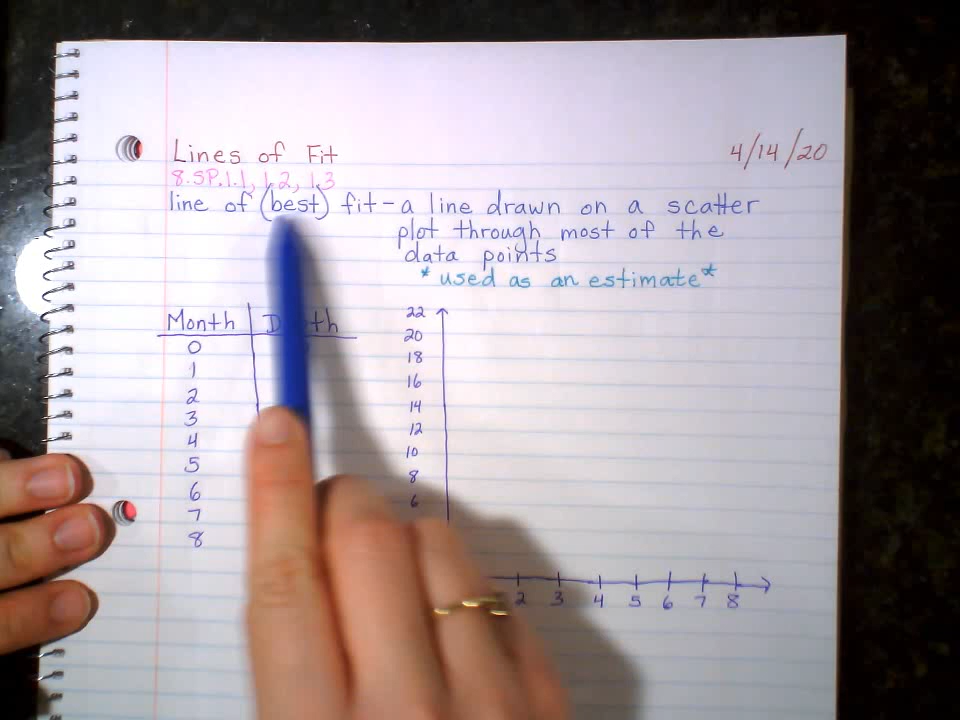 Lines of Fit
4/14/20
8.SP.1.1, 1.2, 1.3
line of (best) fit - a line drawn on a scatter
plot through most of the
data points
*used as an estimate*
Month
0
1
2
3
4
5
6
7
8
22
20
18
16
14
12
10
8
6
2 3 4 5 6 7 8